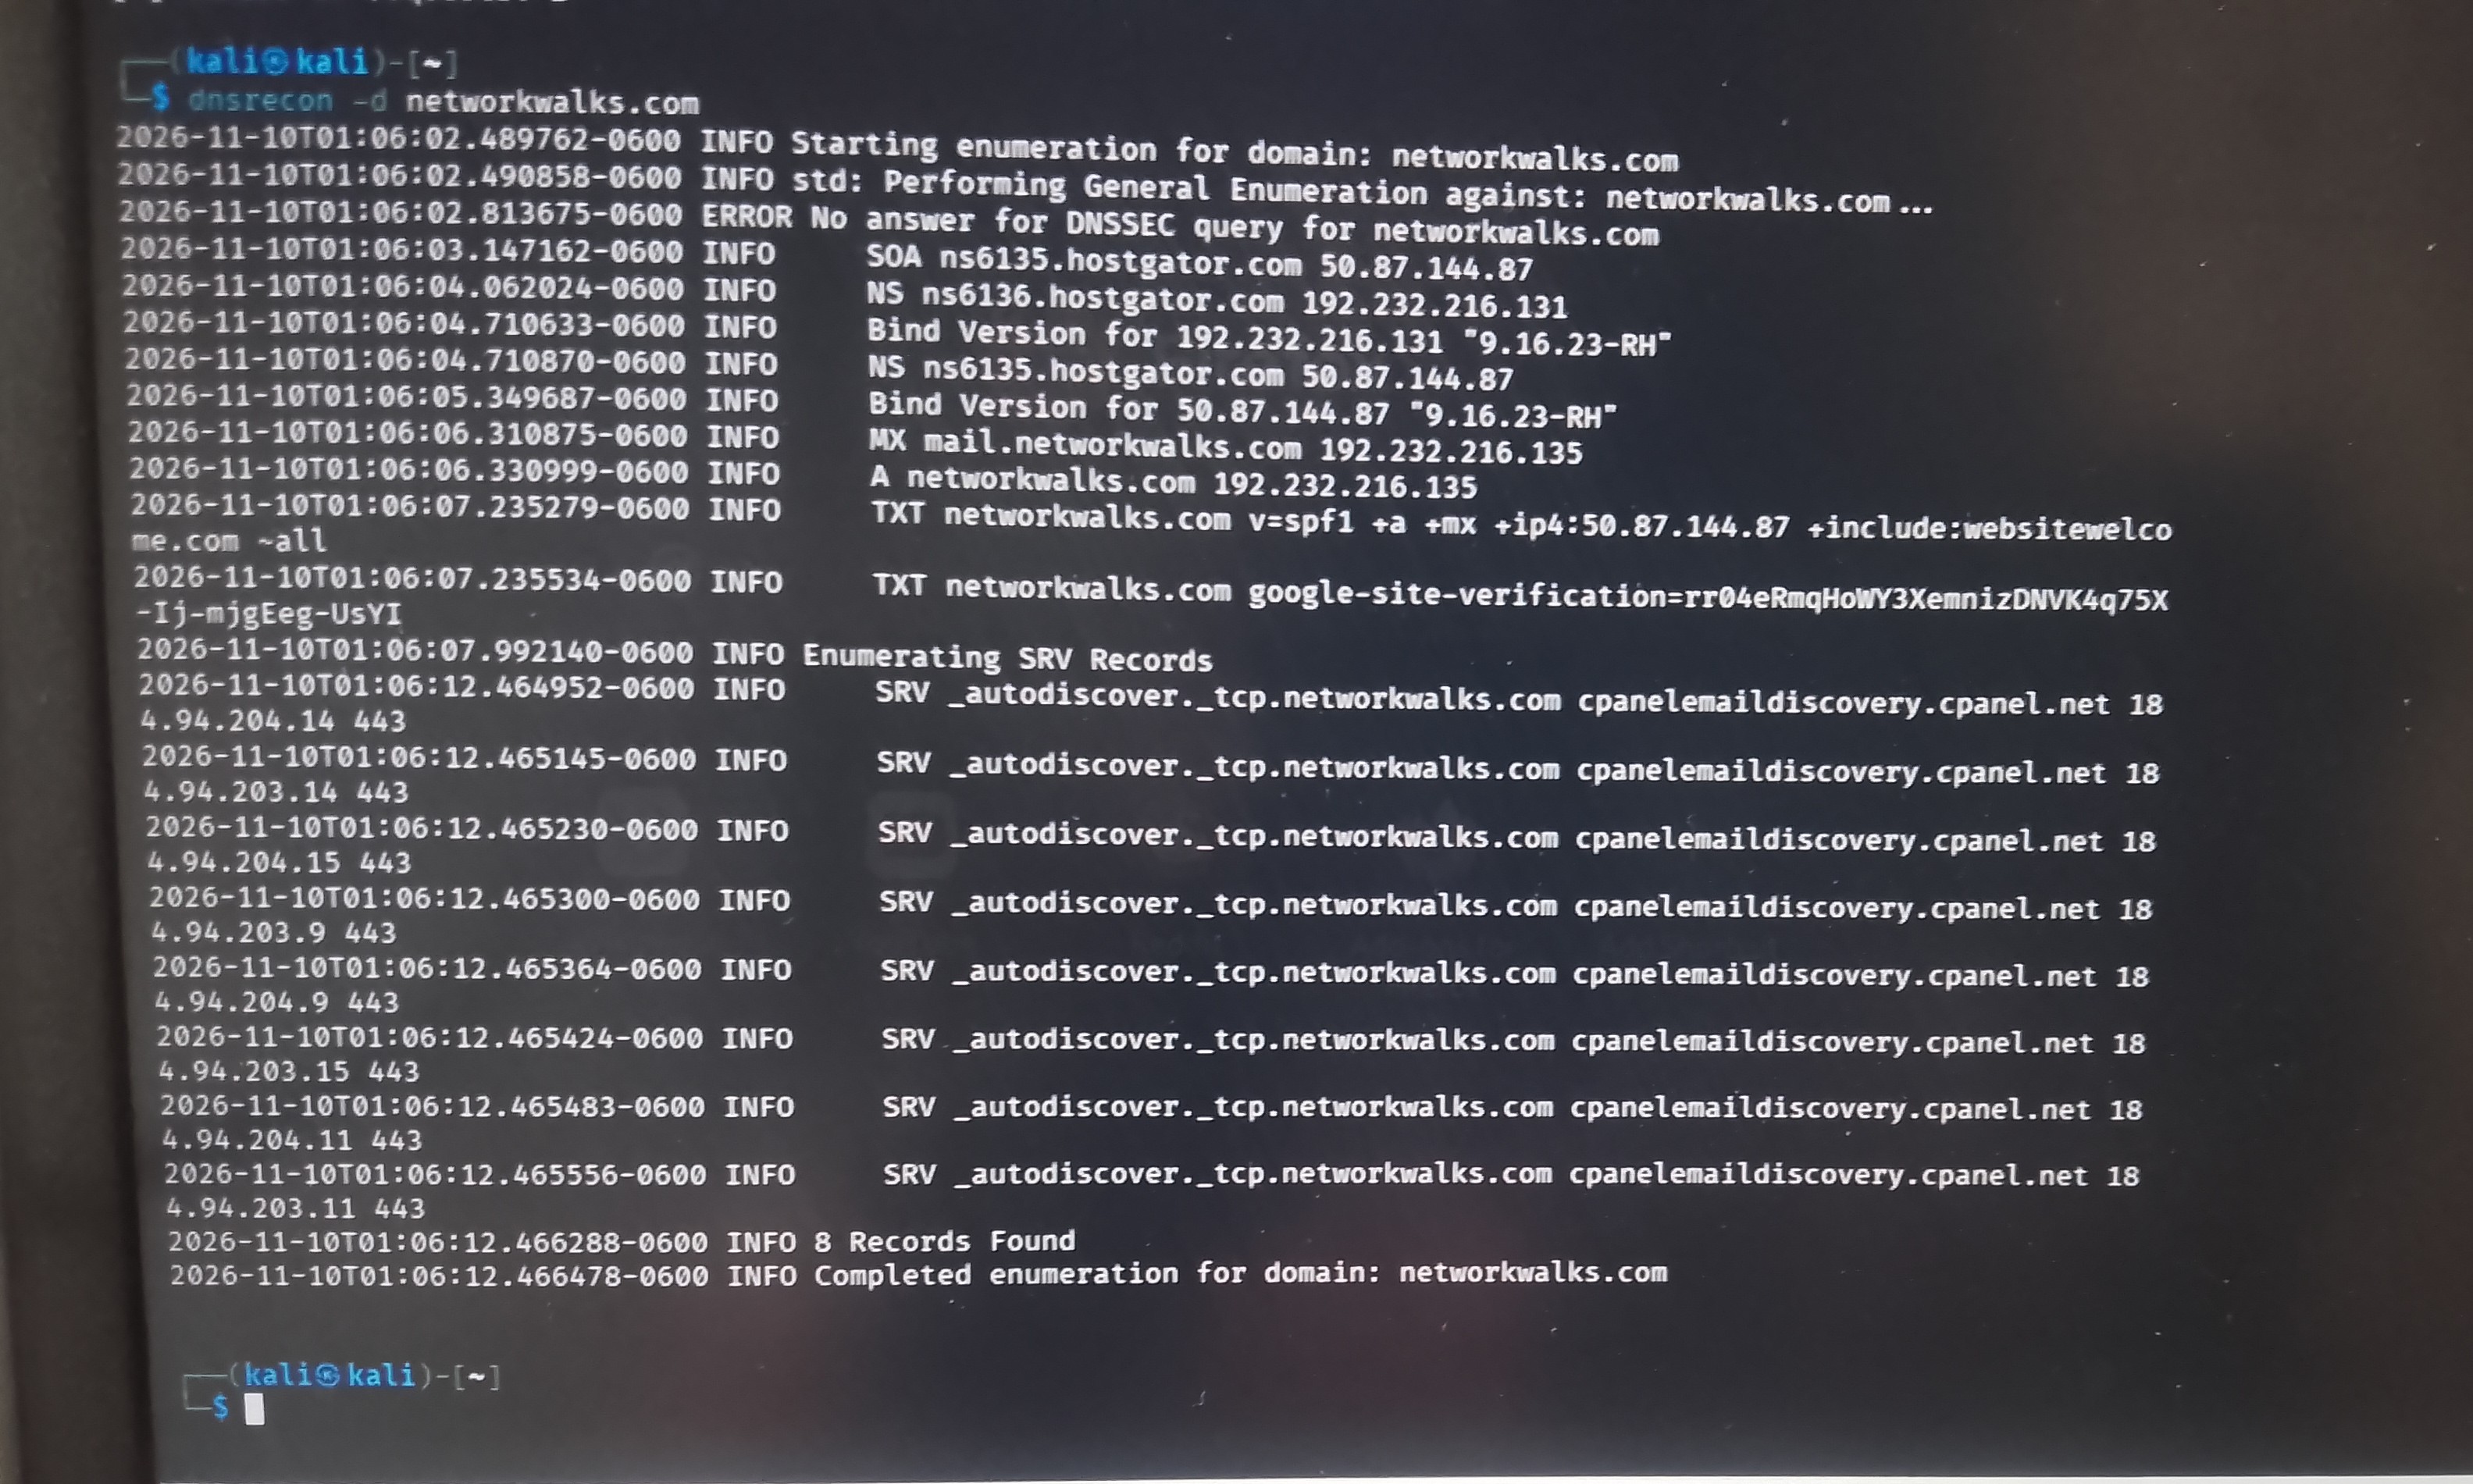 (kali㉿kali)-[~]
$ dnsrecon -d networkwalks.com
2026-11-10T01:06:02.489762-0600 INFO Starting enumeration for domain: networkwalks.com
2026-11-10T01:06:02.490858-0600 INFO std: Performing General Enumeration against: networkwalks.com...
2026-11-10T01:06:02.813675-0600 ERROR No answer for DNSSEC query for networkwalks.com
2026-11-10T01:06:03.147162-0600 INFO SOA ns6135.hostgator.com 50.87.144.87
2026-11-10T01:06:04.062024-0600 INFO NS ns6136.hostgator.com 192.232.216.131
2026-11-10T01:06:04.710633-0600 INFO Bind Version for 192.232.216.131 "9.16.23-RH"
2026-11-10T01:06:04.710870-0600 INFO NS ns6135.hostgator.com 50.87.144.87
2026-11-10T01:06:05.349687-0600 INFO Bind Version for 50.87.144.87 "9.16.23-RH"
2026-11-10T01:06:06.310875-0600 INFO MX mail.networkwalks.com 192.232.216.135
2026-11-10T01:06:06.330999-0600 INFO A networkwalks.com 192.232.216.135
2026-11-10T01:06:07.235279-0600 INFO TXT networkwalks.com v=spf1 +a +mx +ip4:50.87.144.87 +include:websitewelco
me.com ~all
2026-11-10T01:06:07.235534-0600 INFO TXT networkwalks.com google-site-verification=rr04eRmqHoWY3XemnizDNVK4q75X
-Ij-mjgEeg-UsYI
2026-11-10T01:06:07.992140-0600 INFO Enumerating SRV Records
2026-11-10T01:06:12.464952-0600 INFO SRV _autodiscover._tcp.networkwalks.com cpanelemaildiscovery.cpanel.net 18
4.94.204.14 443
2026-11-10T01:06:12.465145-0600 INFO SRV _autodiscover._tcp.networkwalks.com cpanelemaildiscovery.cpanel.net 18
4.94.203.14 443
2026-11-10T01:06:12.465230-0600 INFO SRV _autodiscover._tcp.networkwalks.com cpanelemaildiscovery.cpanel.net 18
4.94.204.15 443
2026-11-10T01:06:12.465300-0600 INFO SRV _autodiscover._tcp.networkwalks.com cpanelemaildiscovery.cpanel.net 18
4.94.203.9 443
2026-11-10T01:06:12.465364-0600 INFO SRV _autodiscover._tcp.networkwalks.com cpanelemaildiscovery.cpanel.net 18
4.94.204.9 443
2026-11-10T01:06:12.465424-0600 INFO SRV _autodiscover._tcp.networkwalks.com cpanelemaildiscovery.cpanel.net 18
4.94.203.15 443
2026-11-10T01:06:12.465483-0600 INFO SRV _autodiscover._tcp.networkwalks.com cpanelemaildiscovery.cpanel.net 18
4.94.204.11 443
2026-11-10T01:06:12.465556-0600 INFO SRV _autodiscover._tcp.networkwalks.com cpanelemaildiscovery.cpanel.net 18
4.94.203.11 443
2026-11-10T01:06:12.466288-0600 INFO 8 Records Found
2026-11-10T01:06:12.466478-0600 INFO Completed enumeration for domain: networkwalks.com
(kali㉿kali)-[~]
$